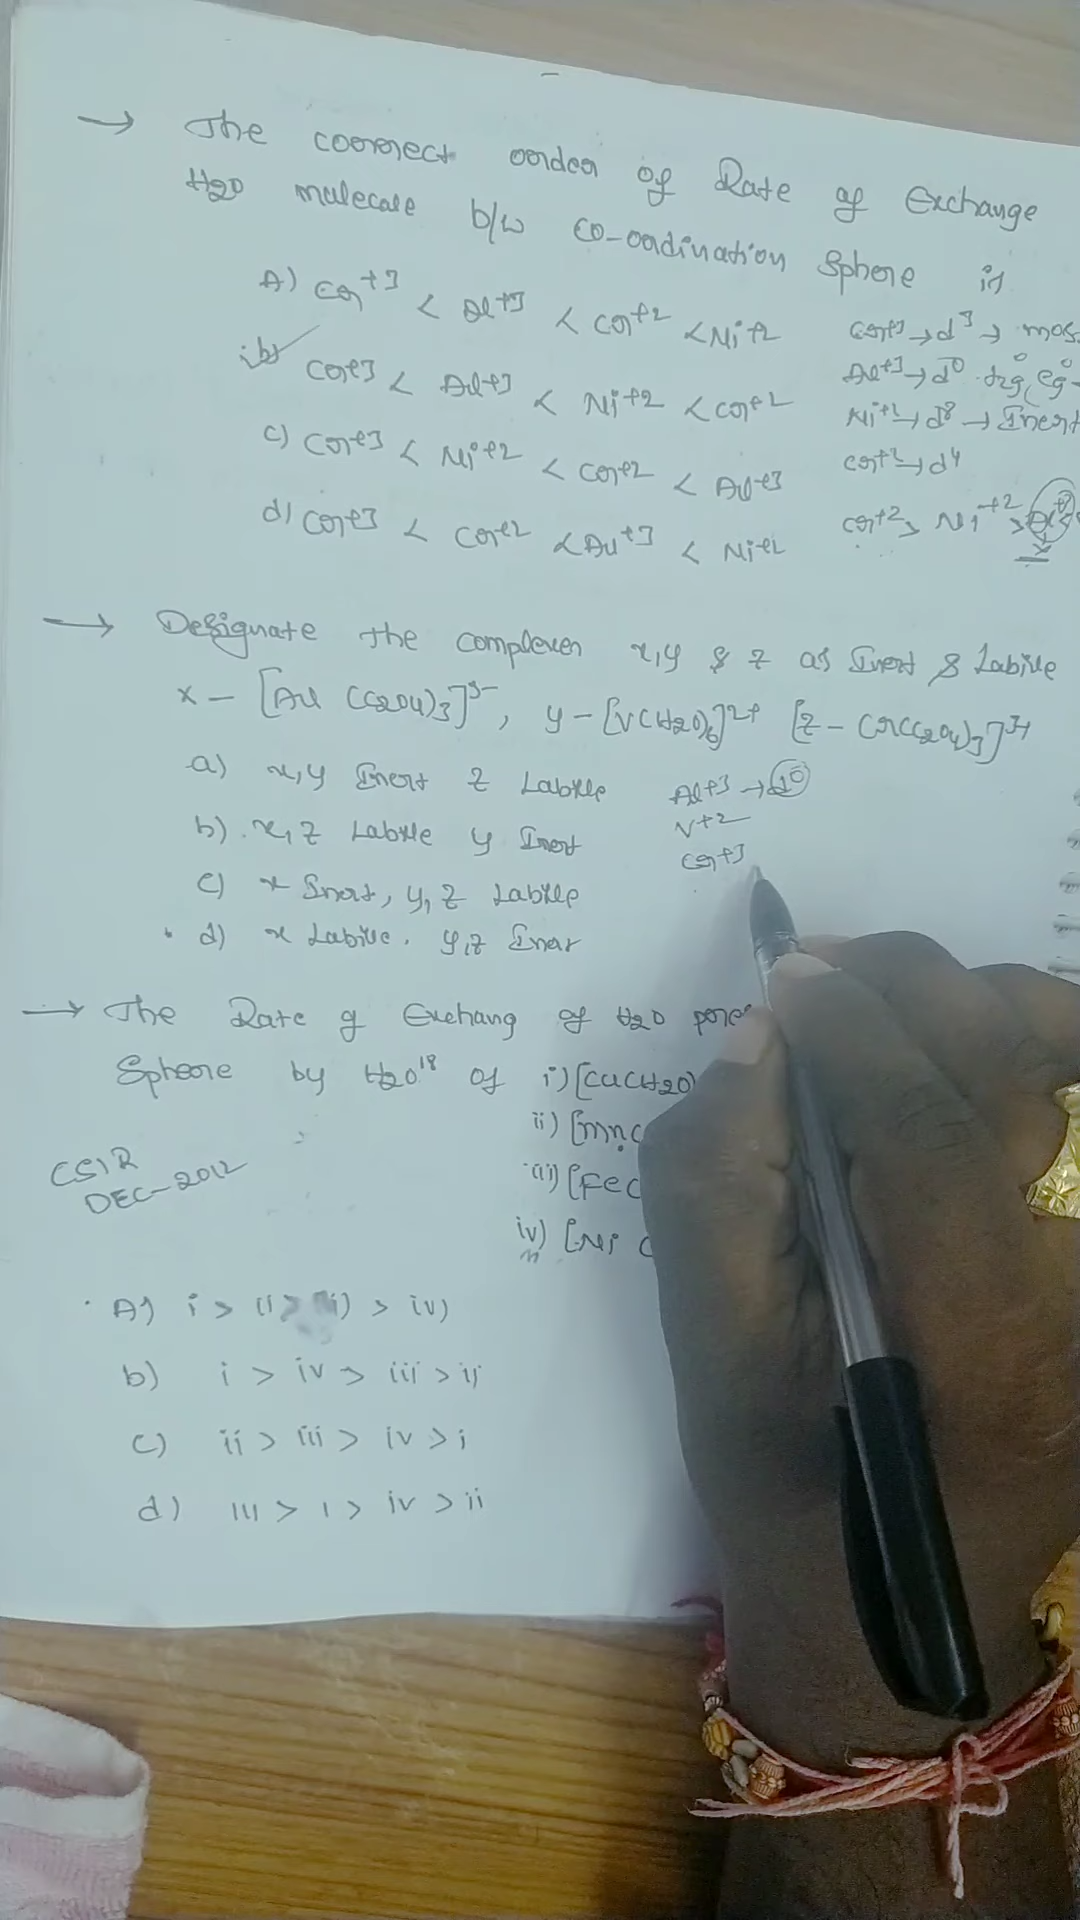 → The correct order of Rate of Exchange
H2O molecule b/w co-ordination sphere is
A) Cr+3 < Al+3 < Cr+2 < Ni+2
b) Cr+3 < Al+3 < Ni+2 < Cr+2
c) Cr+3 < Ni+2 < Cr+2 < Al+3
d) Cr+3 < Cr+2 < Al+3 < Ni+2
Cr+3 → d3 →
Al+3 → d0 t2g0 eg0
Ni+2 → d8 → Inert
Cr+2 → d4
Cr+2 > Ni+2 >
→ Designate the complexes x,y & z as Inert & Labile
x - [Al (C2O4)3]3-, y - [V(H2O)6]2+ [z - Cr(C2O4)3]3+
a) x,y Inert z Labile
b) x, z Labile y Inert
c) x Inert, y, z Labile
d) x Labile. y,z Iner
Al+3 → d0
V+2
Cr+3
→ The Rate of Exchang of H2O
Sphere by H2O18 of i) [Cu(H2O)
ii) [Mn(
iii) [Fe(
iv) [Ni (
CSIR
DEC-2012
A) i > ii > iii) > iv)
b) i > iv > iii > ii
c) ii > iii > iv > i
d) III > I > iv > ii